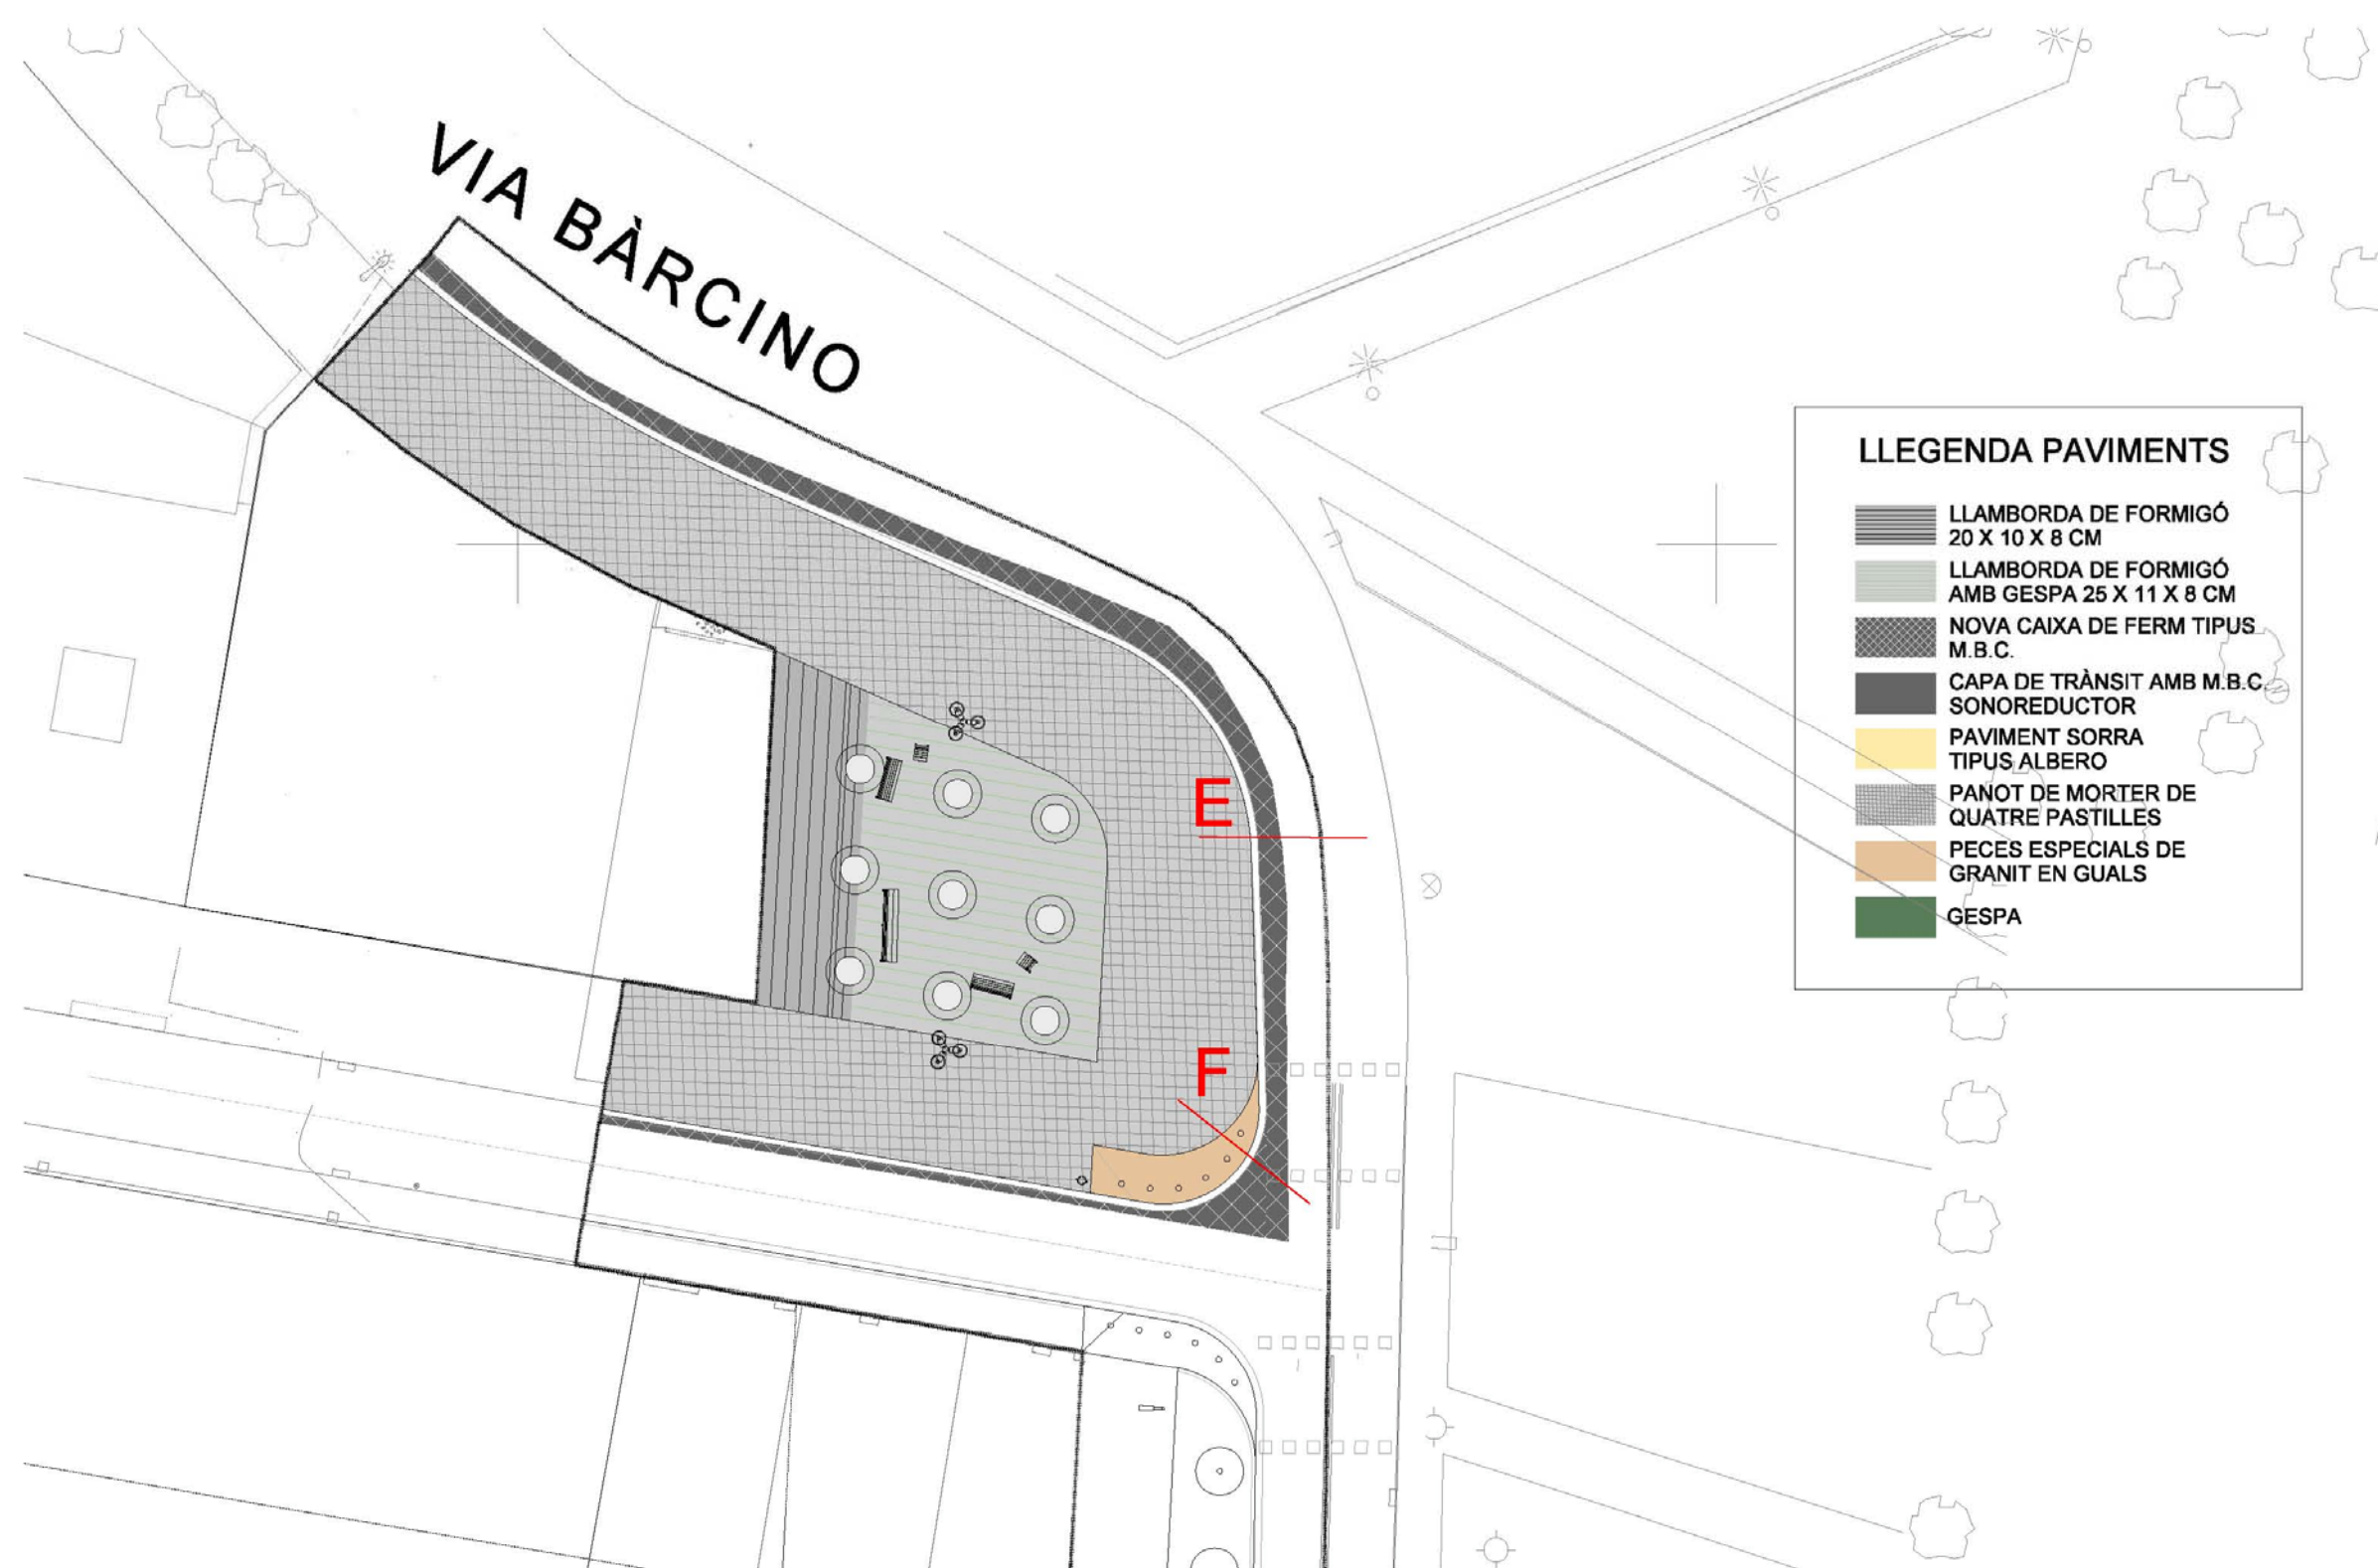 VIA BÀRCINO
LLEGENDA PAVIMENTS
LLAMBORDA DE FORMIGÓ
20 X 10 X 8 CM
LLAMBORDA DE FORMIGÓ
AMB GESPA 25 X 11 X 8 CM
NOVA CAIXA DE FERM TIPUS
M.B.C.
CAPA DE TRÀNSIT AMB M.B.C.
SONOREDUCTOR
PAVIMENT SORRA
TIPUS ALBERO
PANOT DE MORTER DE
QUATRE PASTILLES
PECES ESPECIALS DE
GRANIT EN GUALS
GESPA
E
F